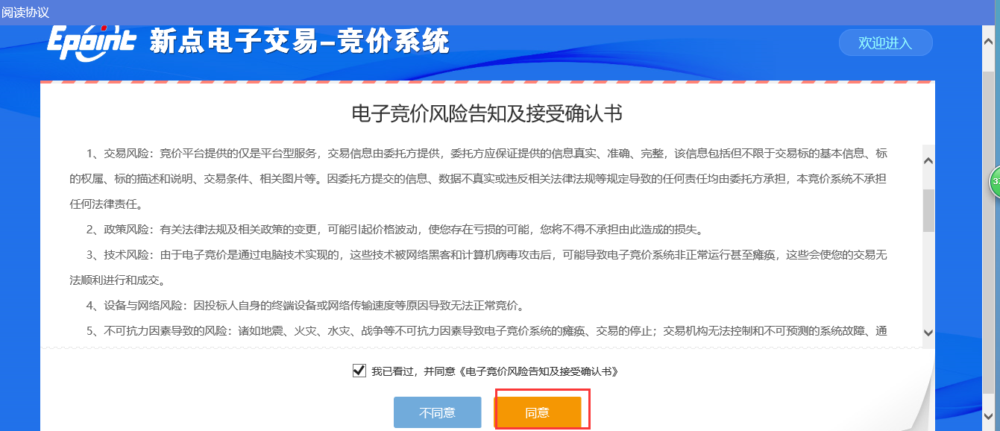 阅读协议
Epoint 新点电子交易-竞价系统
欢迎进入
电子竞价风险告知及接受确认书
1、交易风险：竞价平台提供的仅是平台型服务，交易信息由委托方提供，委托方应保证提供的信息真实、准确、完整，该信息包括但不限于交易标的基本信息、标
的权属、标的描述和说明、交易条件、相关图片等。因委托方提交的信息、数据不真实或违反相关法律法规等规定导致的任何责任均由委托方承担，本竞价系统不承担
任何法律责任。
2、政策风险：有关法律法规及相关政策的变更，可能引起价格波动，使您存在亏损的可能，您将不得不承担由此造成的损失。
3、技术风险：由于电子竞价是通过电脑技术实现的，这些技术被网络黑客和计算机病毒攻击后，可能导致电子竞价系统非正常运行甚至瘫痪，这些会使您的交易无
法顺利进行和成交。
4、设备与网络风险：因投标人自身的终端设备或网络传输速度等原因导致无法正常竞价。
5、不可抗力因素导致的风险：诸如地震、火灾、水灾、战争等不可抗力因素导致电子竞价系统的瘫痪、交易的停止；交易机构无法控制和不可预测的系统故障、通
我已看过，并同意《电子竞价风险告知及接受确认书》
不同意 同意